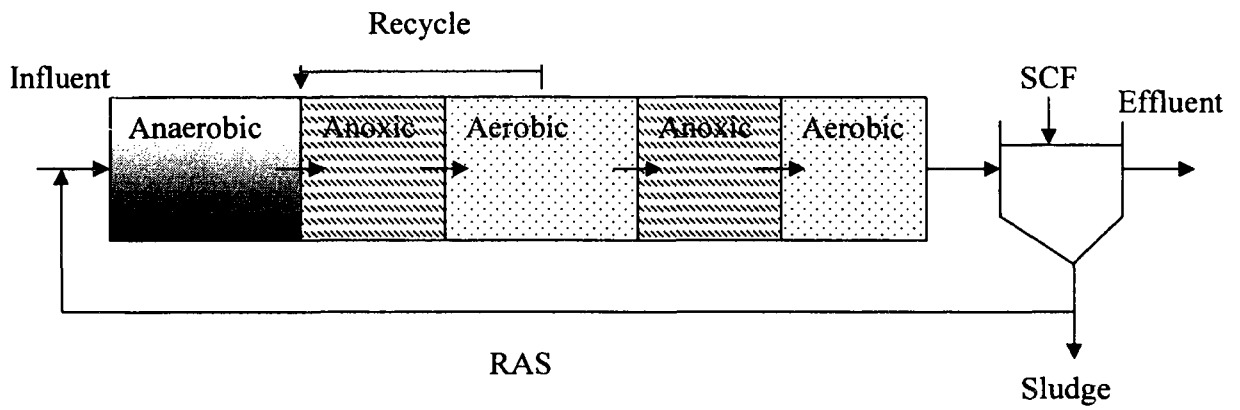 Recycle
Influent
SCF
Effluent
Anaerobic
Anoxic
Aerobic
Anoxic
Aerobic
RAS
Sludge